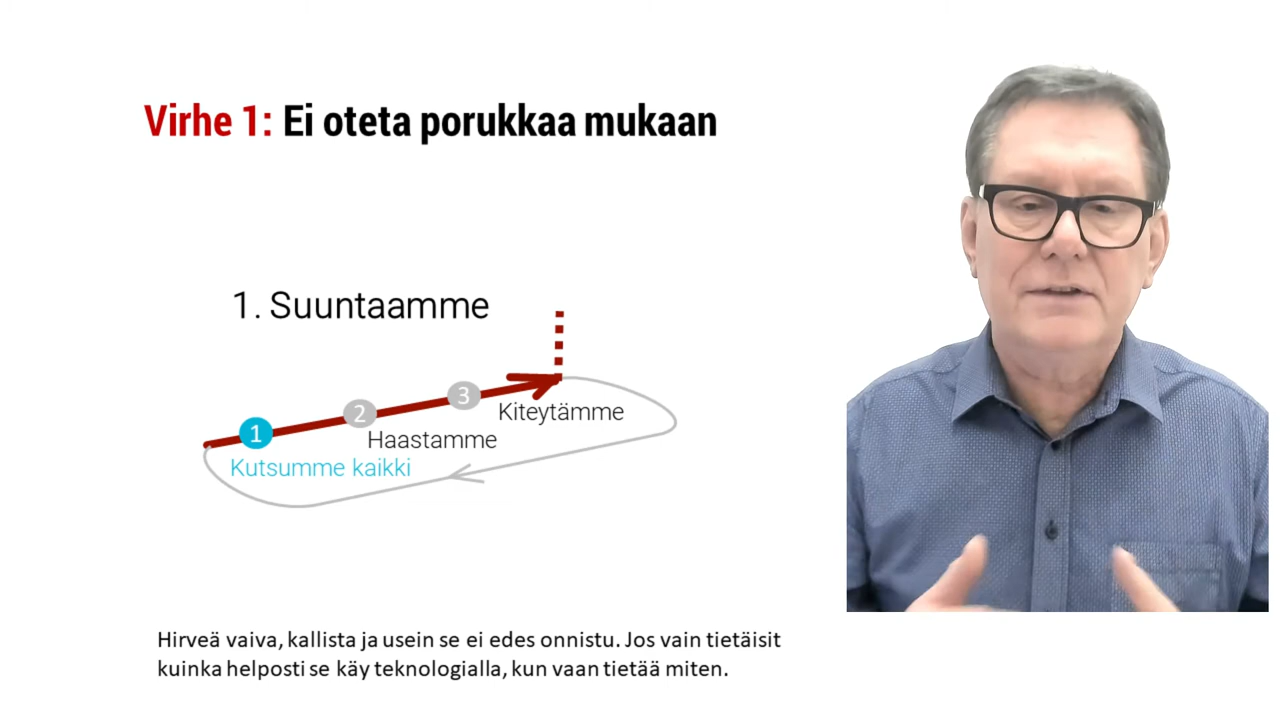 Virhe 1: Ei oteta porukkaa mukaan
1. Suuntaamme
3
Kiteytämme
2
Haastamme
1
Kutsumme kaikki
Hirveä vaiva, kallista ja usein se ei edes onnistu. Jos vain tietäisit
kuinka helposti se käy teknologialla, kun vaan tietää miten.